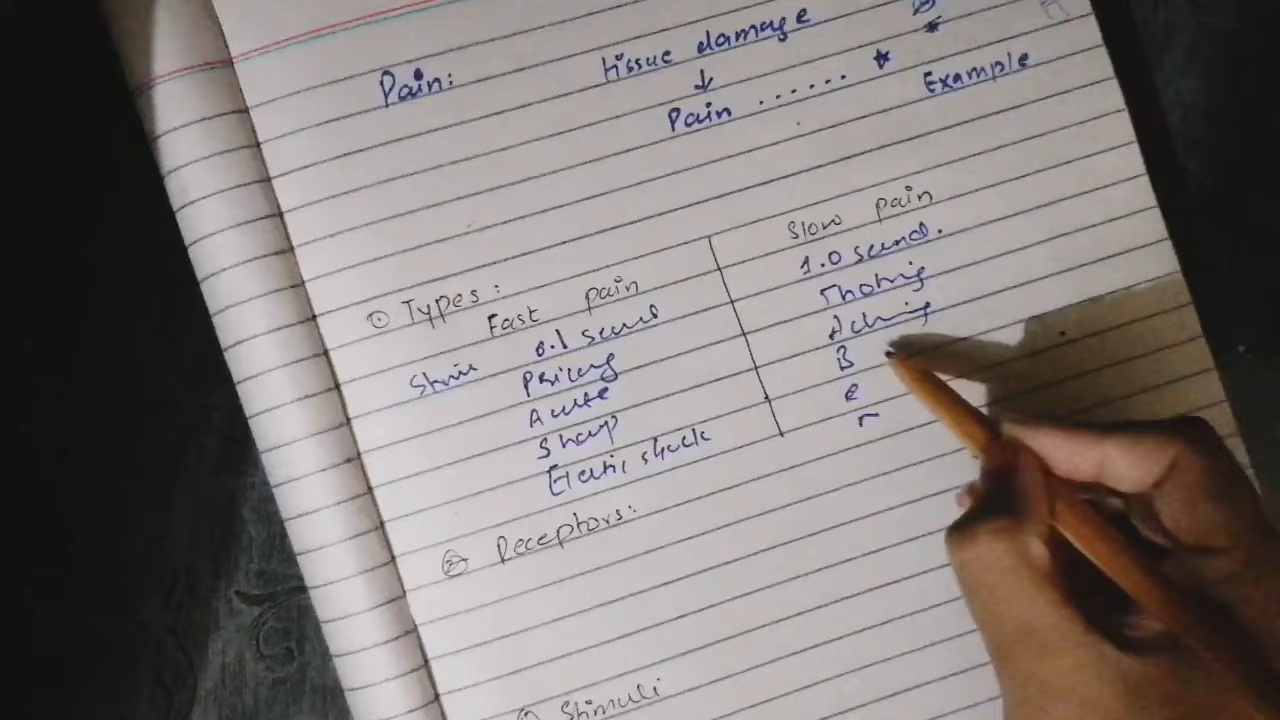 Pain: tissue damage
↓
Pain ...... * Example
① Types:
Fast pain
0.1 second
Pricking
Acute
Sharp
Electric shock
Slow pain
1.0 second.
Aching
B
e
r
② Receptors:
Stimuli